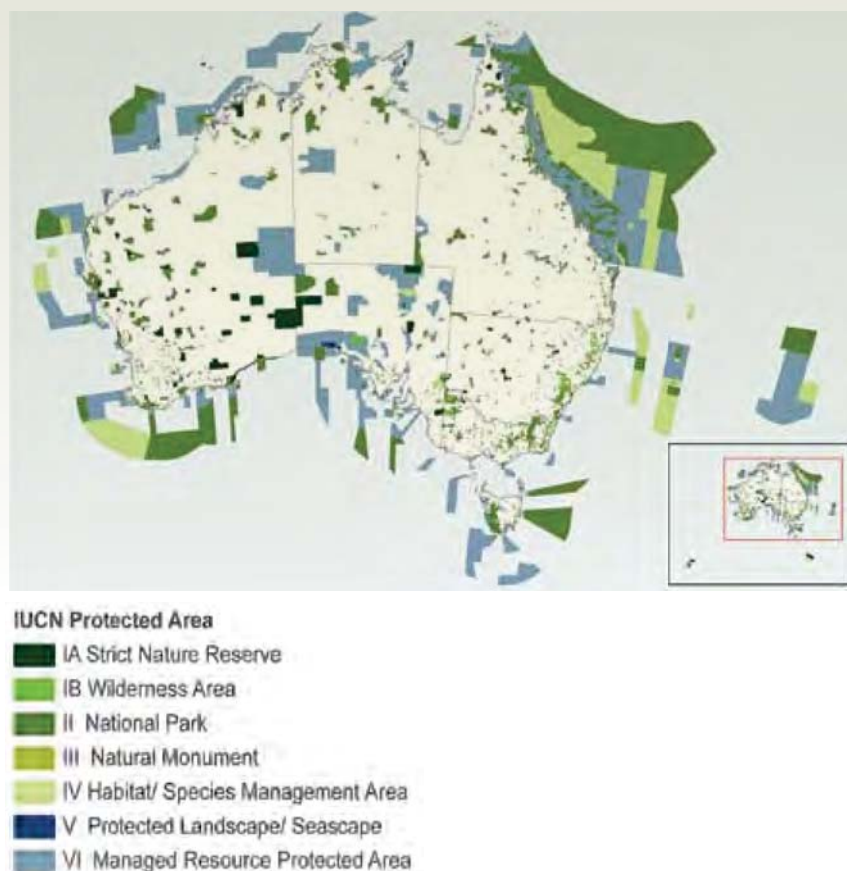 IUCN Protected Area
IA Strict Nature Reserve
IB Wilderness Area
II National Park
III Natural Monument
IV Habitat/ Species Management Area
V Protected Landscape/ Seascape
VI Managed Resource Protected Area